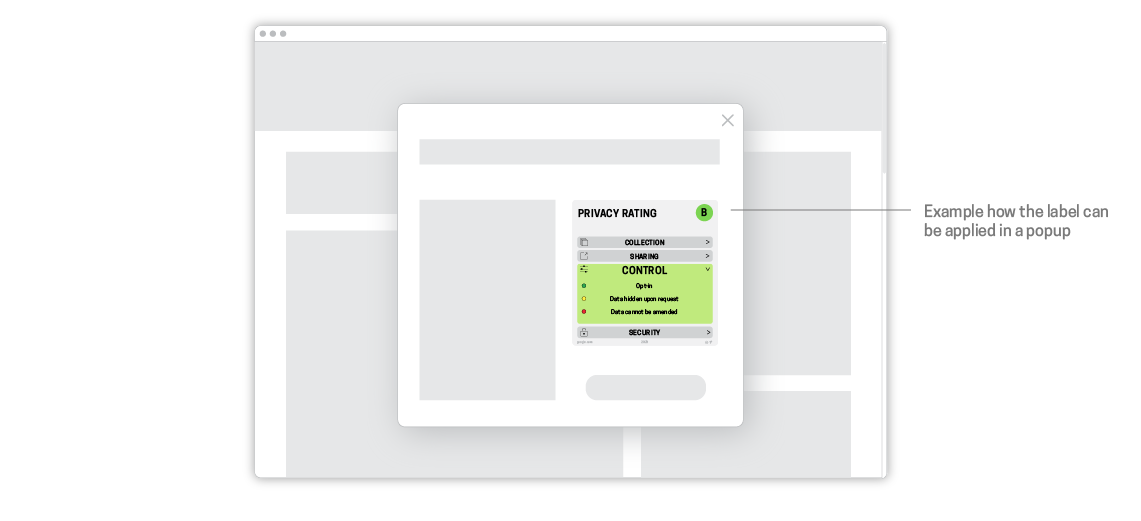 PRIVACY RATING B
COLLECTION >
SHARING >
CONTROL
Opt-in
Data hidden upon request
Data cannot be amended
SECURITY >
Example how the label can
be applied in a popup